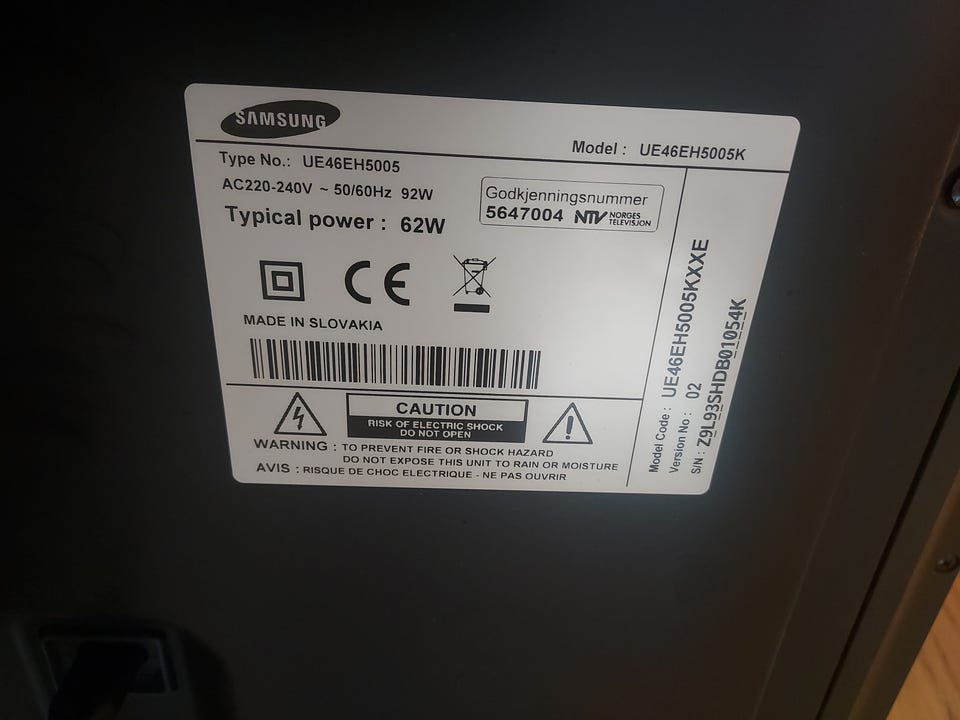 SAMSUNG
Model : UE46EH5005K
Type No.: UE46EH5005
AC220-240V ~ 50/60Hz 92W
Typical power : 62W
Godkjenningsnummer
5647004 NTV NORGES
TELEVISJON
CE
MADE IN SLOVAKIA
CAUTION
RISK OF ELECTRIC SHOCK
DO NOT OPEN
WARNING : TO PREVENT FIRE OR SHOCK HAZARD
DO NOT EXPOSE THIS UNIT TO RAIN OR MOISTURE
AVIS : RISQUE DE CHOC ELECTRIQUE - NE PAS OUVRIR
Model Code : UE46EH5005KXXE
Version No : 02
S/N : Z9L93SHDB01054K